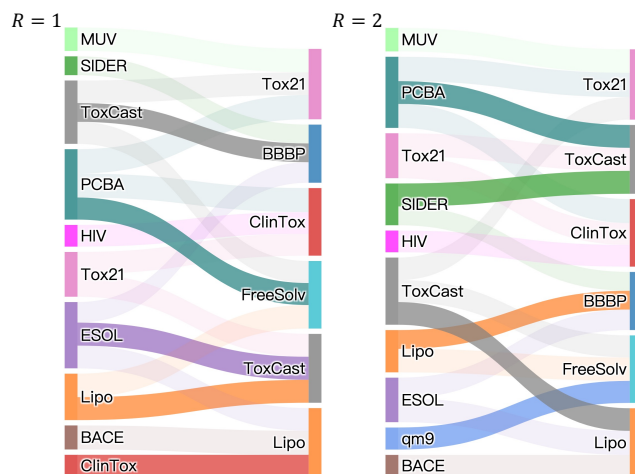 R = 1
MUV
SIDER
ToxCast
PCBA
HIV
Tox21
ESOL
Lipo
BACE
ClinTox
Tox21
BBBP
ClinTox
FreeSolv
ToxCast
Lipo
R = 2
MUV
PCBA
Tox21
SIDER
HIV
ToxCast
Lipo
ESOL
qm9
BACE
Tox21
ToxCast
ClinTox
BBBP
FreeSolv
Lipo